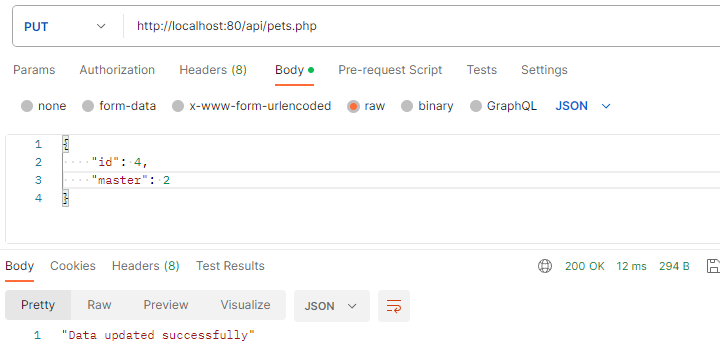 PUT http://localhost:80/api/pets.php
Params Authorization Headers (8) Body Pre-request Script Tests Settings
none form-data x-www-form-urlencoded raw binary GraphQL JSON
1 {
2 "id": 4,
3 "master": 2
4 }
Body Cookies Headers (8) Test Results 200 OK 12 ms 294 B
Pretty Raw Preview Visualize JSON
1 "Data updated successfully"